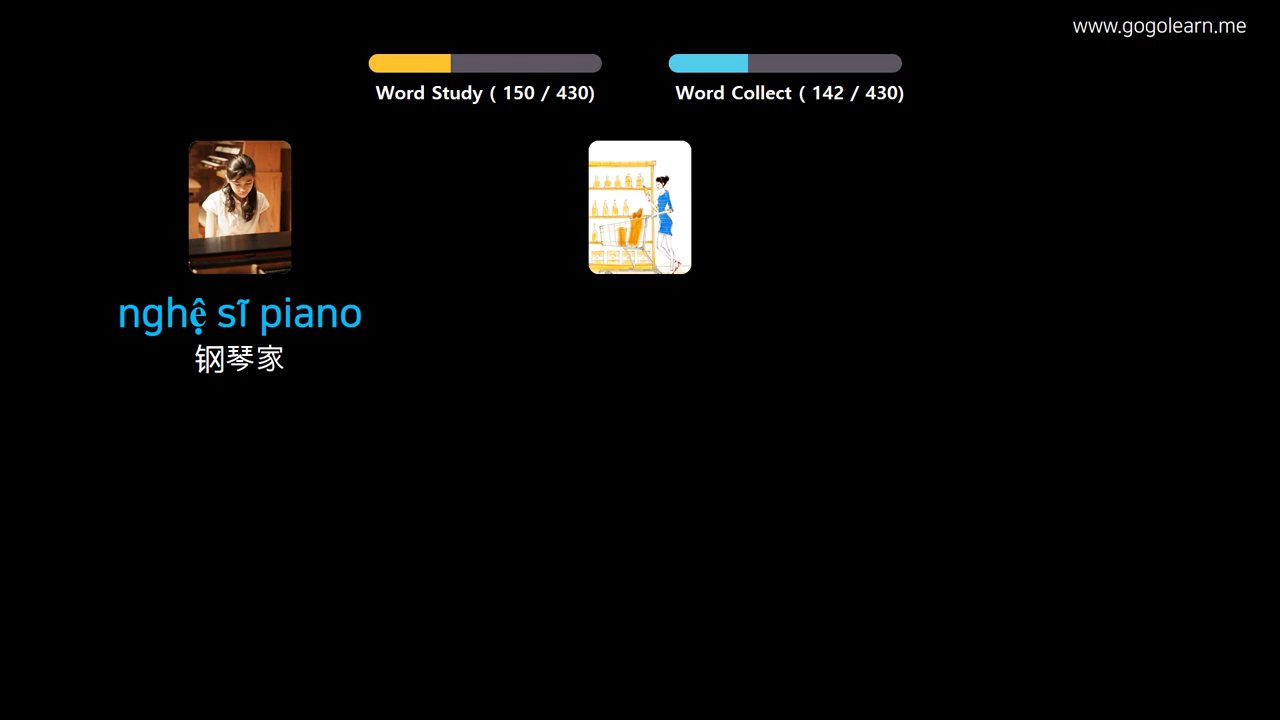 www.gogolearn.me
Word Study ( 150 / 430)
Word Collect ( 142 / 430)
nghệ sĩ piano
钢琴家